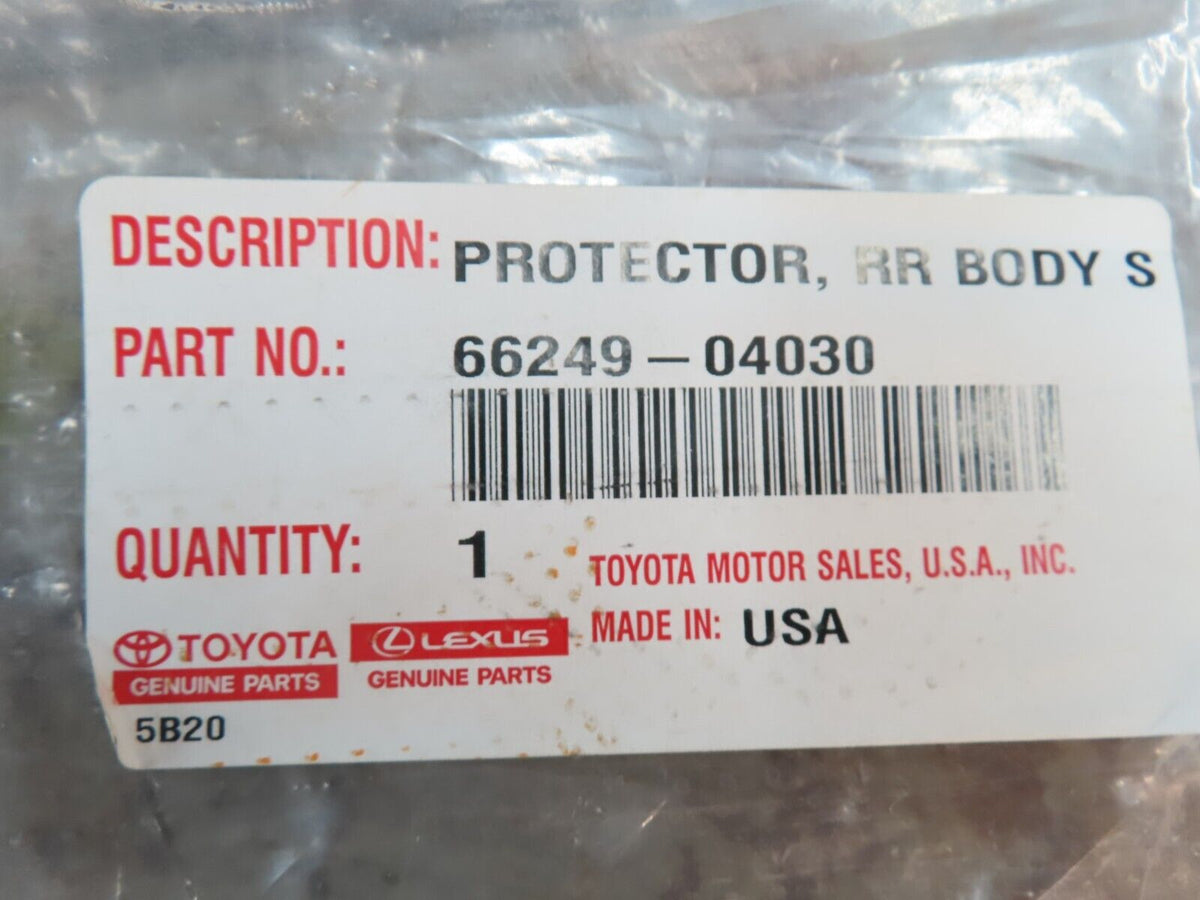 DESCRIPTION: PROTECTOR, RR BODY S
PART NO.: 66249-04030
QUANTITY: 1
TOYOTA MOTOR SALES, U.S.A., INC.
MADE IN: USA
TOYOTA
GENUINE PARTS
LEXUS
GENUINE PARTS
5B20